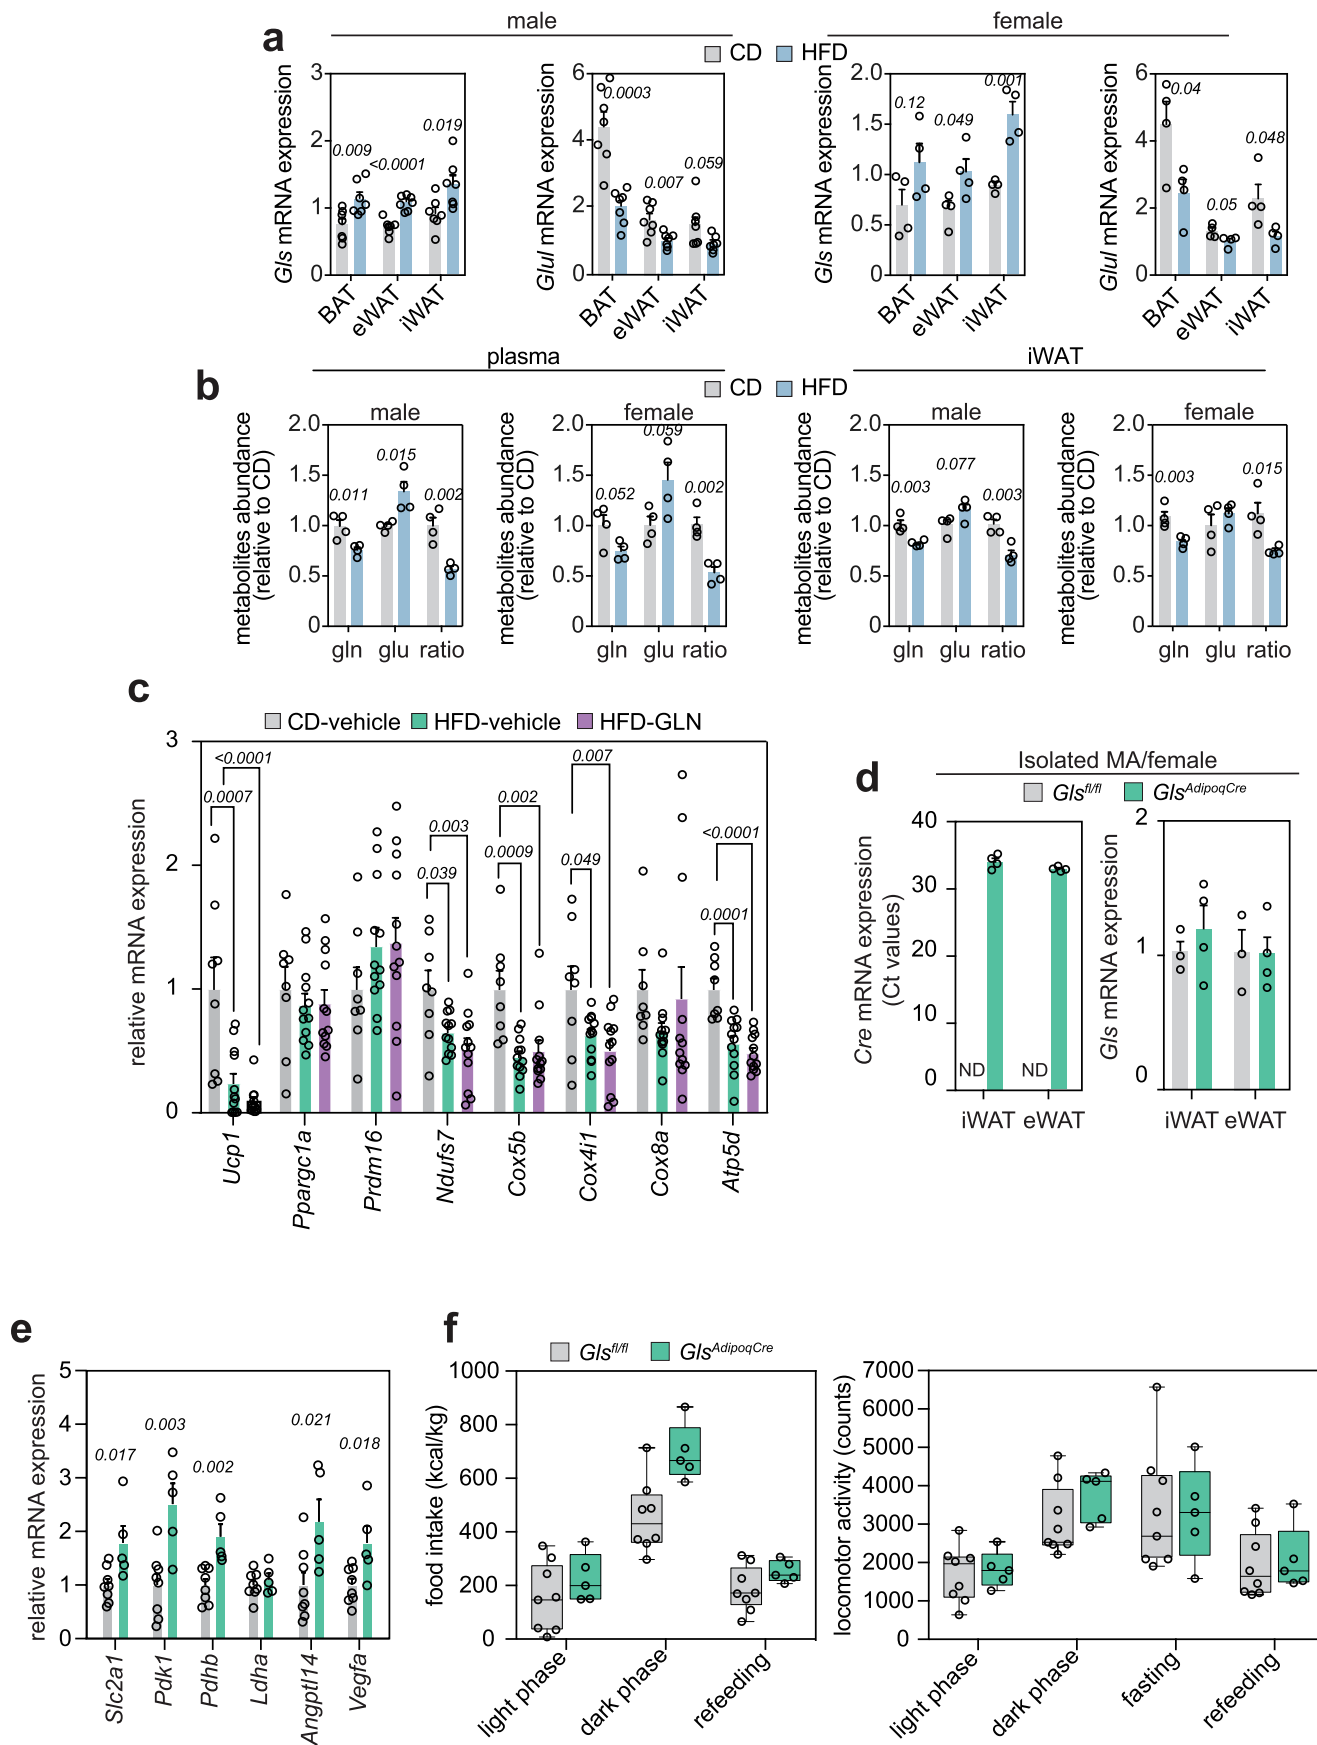 a
male
female
CD HFD
Gls mRNA expression
3
2
1
0
0.009
<0.0001
0.019
BAT
eWAT
iWAT
Glul mRNA expression
6
4
2
0
0.0003
0.007
0.059
BAT
eWAT
iWAT
Gls mRNA expression
2.0
1.5
1.0
0.5
0
0.12
0.049
0.001
BAT
eWAT
iWAT
Glul mRNA expression
6
4
2
0
0.04
0.05
0.048
BAT
eWAT
iWAT
b
plasma
iWAT
CD HFD
male
metabolites abundance
(relative to CD)
2.0
1.5
1.0
0.5
0
0.011
0.015
0.002
gln glu ratio
female
metabolites abundance
(relative to CD)
2.0
1.5
1.0
0.5
0
0.052
0.059
0.002
gln glu ratio
male
metabolites abundance
(relative to CD)
2.0
1.5
1.0
0.5
0
0.003
0.077
0.003
gln glu ratio
female
metabolites abundance
(relative to CD)
2.0
1.5
1.0
0.5
0
0.003
0.015
gln glu ratio
c
CD-vehicle HFD-vehicle HFD-GLN
relative mRNA expression
3
2
1
0
<0.0001
0.0007
0.003
0.039
0.002
0.0009
0.007
0.049
<0.0001
0.0001
Ucp1
Ppargc1a
Prdm16
Ndufs7
Cox5b
Cox4i1
Cox8a
Atp5d
d
Isolated MA/female
Glsfl/fl GlsAdipoqCre
Cre mRNA expression
(Ct values)
40
30
20
10
0
ND
ND
iWAT eWAT
Gls mRNA expression
2
1
0
iWAT eWAT
e
relative mRNA expression
5
4
3
2
1
0
0.017
0.003
0.002
0.021
0.018
Slc2a1
Pdk1
Pdhb
Ldha
Angptl14
Vegfa
f
Glsfl/fl GlsAdipoqCre
food intake (kcal/kg)
1000
800
600
400
200
0
light phase
dark phase
refeeding
locomotor activity (counts)
7000
6000
5000
4000
3000
2000
1000
0
light phase
dark phase
fasting
refeeding